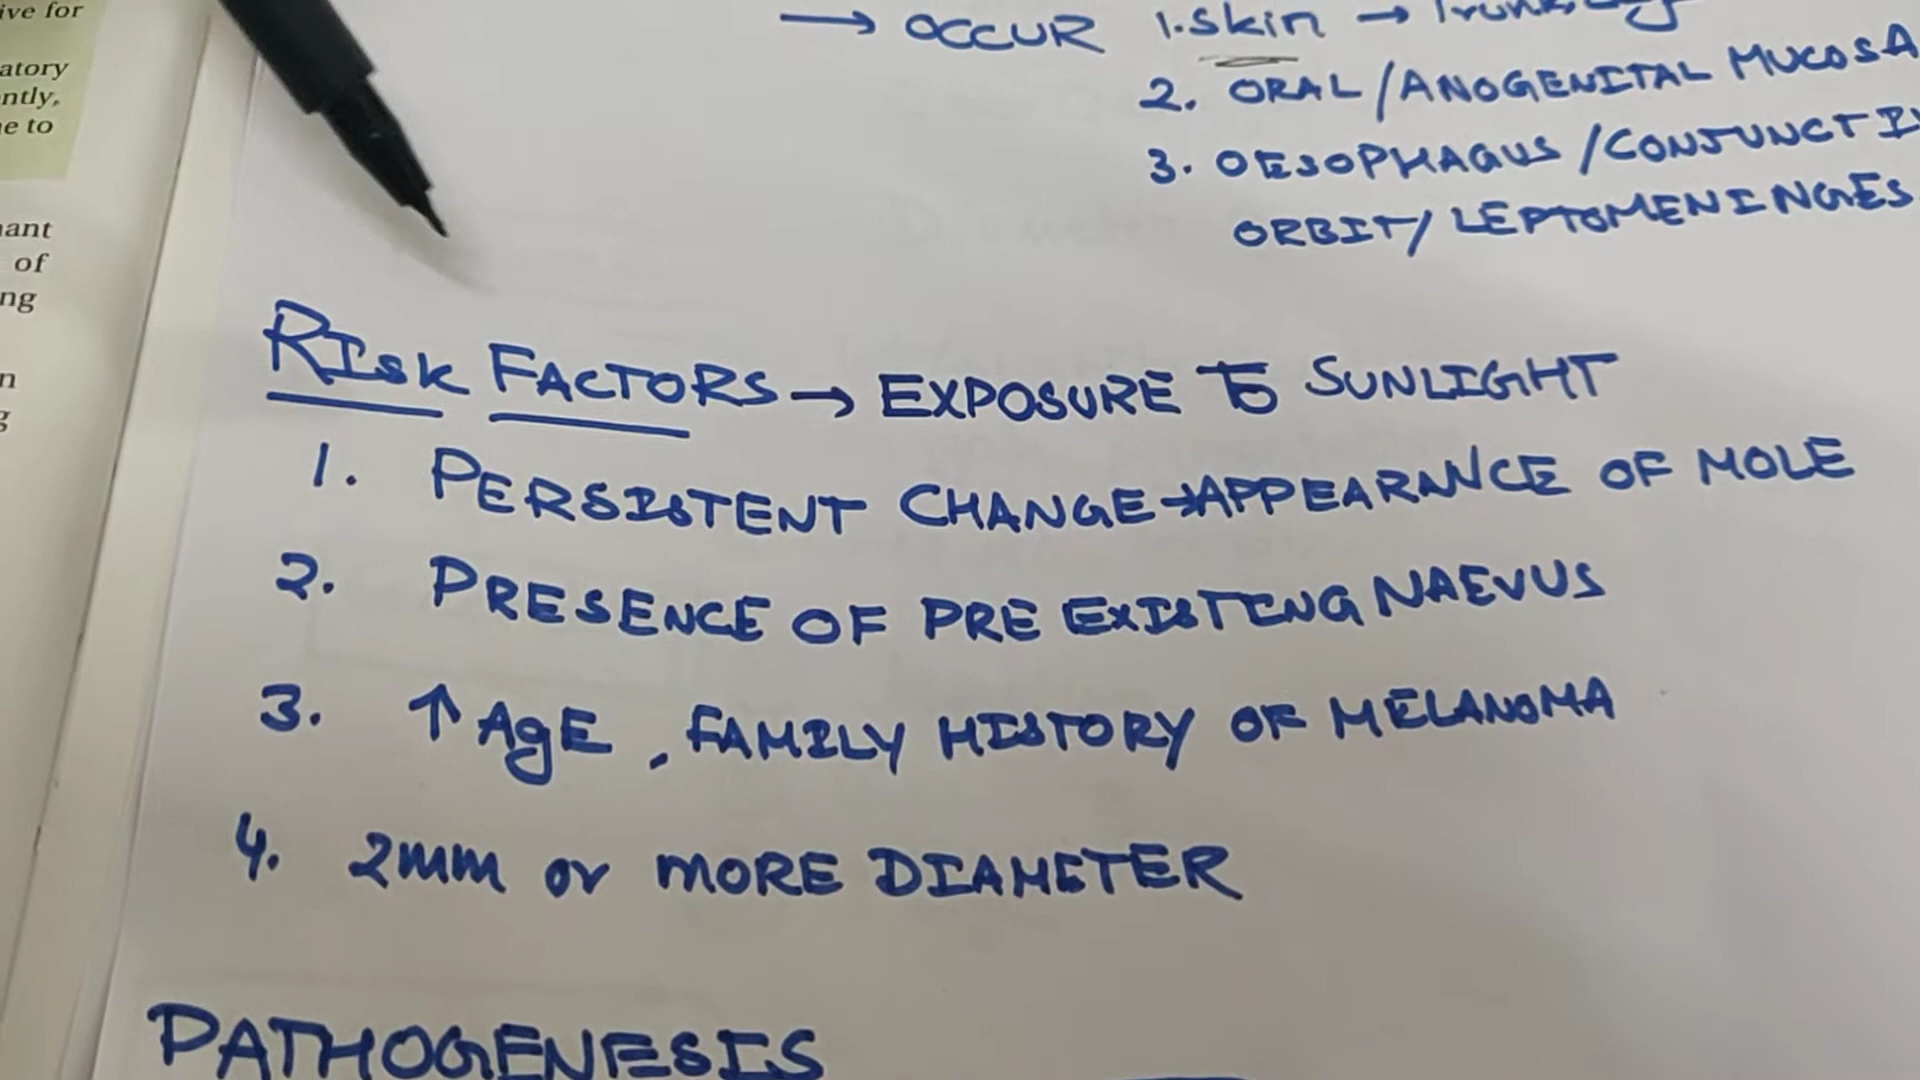 ive for
atory
ntly,
e to
ant
of
ng
n
g
→ OCCUR 1. Skin →
2. ORAL / ANOGENITAL MUCOSA
3. OESOPHAGUS / CONJUNCTI
ORBIT / LEPTOMENINGES
RISK FACTORS → EXPOSURE TO SUNLIGHT
1. PERSISTENT CHANGE → APPEARANCE OF MOLE
2. PRESENCE OF PRE EXISTING NAEVUS
3. ↑ AgE, FAMILY HISTORY OF MELANOMA
4. 2mm or MORE DIAMETER
PATHOGENESIS